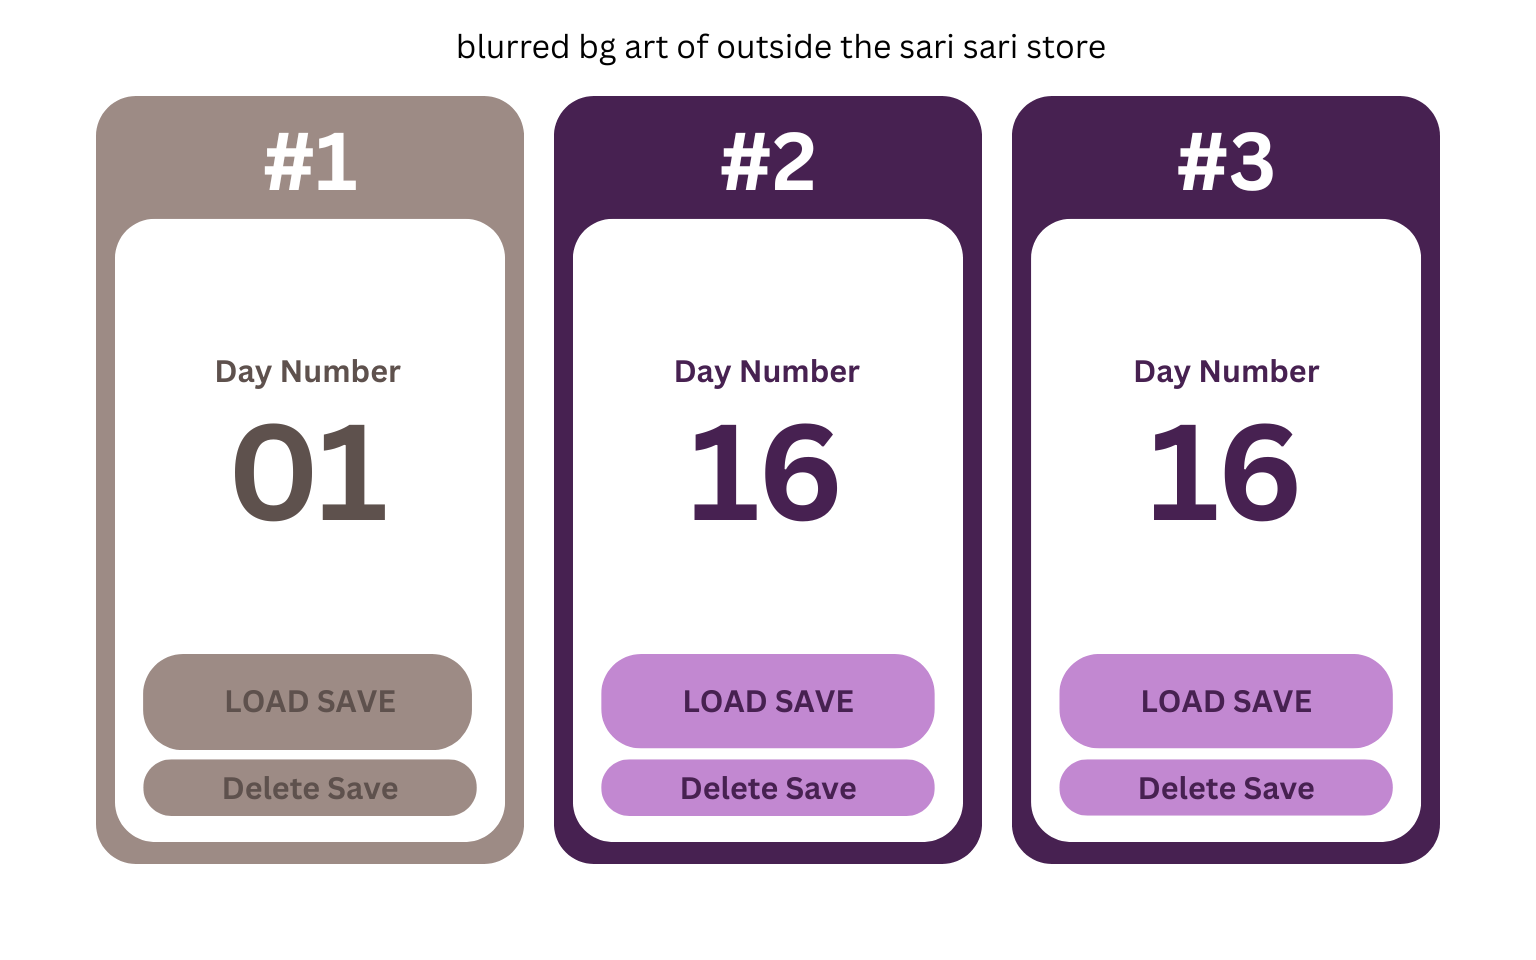 blurred bg art of outside the sari sari store
#1
Day Number
01
LOAD SAVE
Delete Save
#2
Day Number
16
LOAD SAVE
Delete Save
#3
Day Number
16
LOAD SAVE
Delete Save